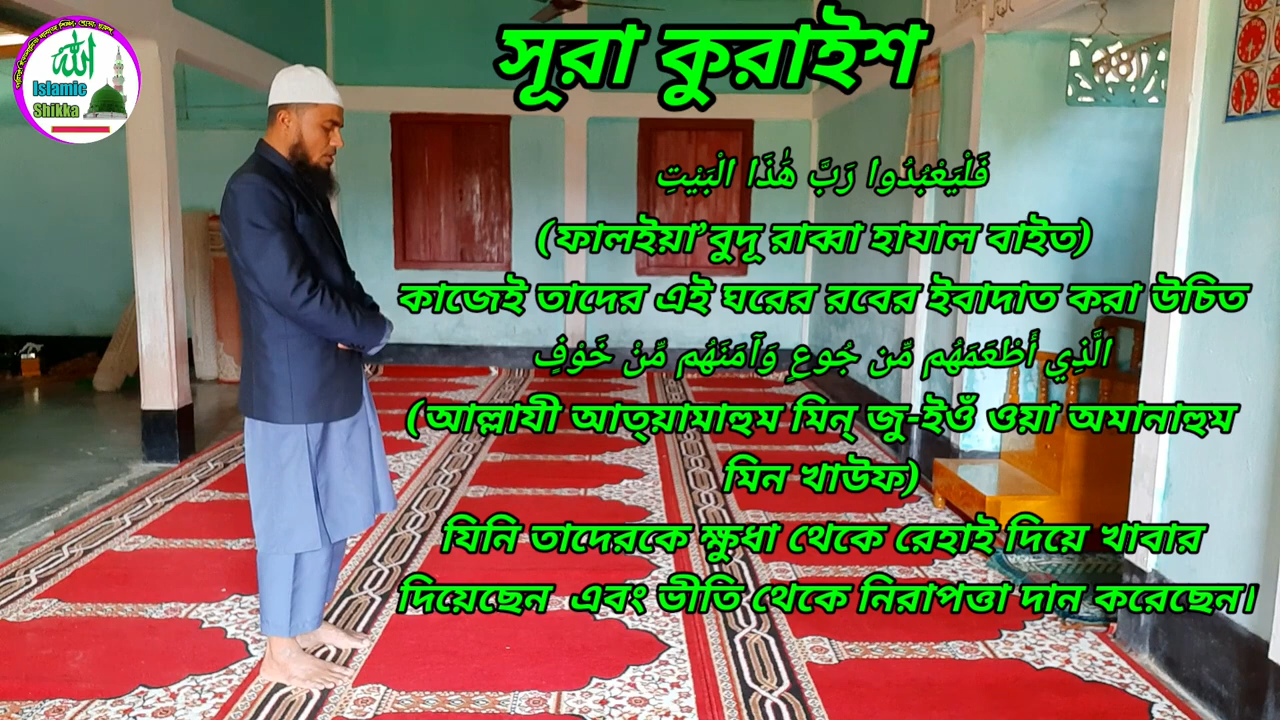 الله
Islamic
Shikka
সূরা কুরাইশ
فَلْيَعْبُدُوا رَبَّ هَٰذَا الْبَيْتِ
(ফালইয়া’বুদূ রাব্বা হাযাল বাইত)
কাজেই তাদের এই ঘরের রবের ইবাদাত করা উচিত
الَّذِي أَطْعَمَهُم مِّن جُوعٍ وَآمَنَهُم مِّنْ خَوْفٍ
(আল্লাযী আত্য়ামাহুম মিন্ জু-ইওঁ ওয়া অমানাহুম
মিন খাউফ)
যিনি তাদেরকে ক্ষুধা থেকে রেহাই দিয়ে খাবার
দিয়েছেন এবং ভীতি থেকে নিরাপত্তা দান করেছেন।